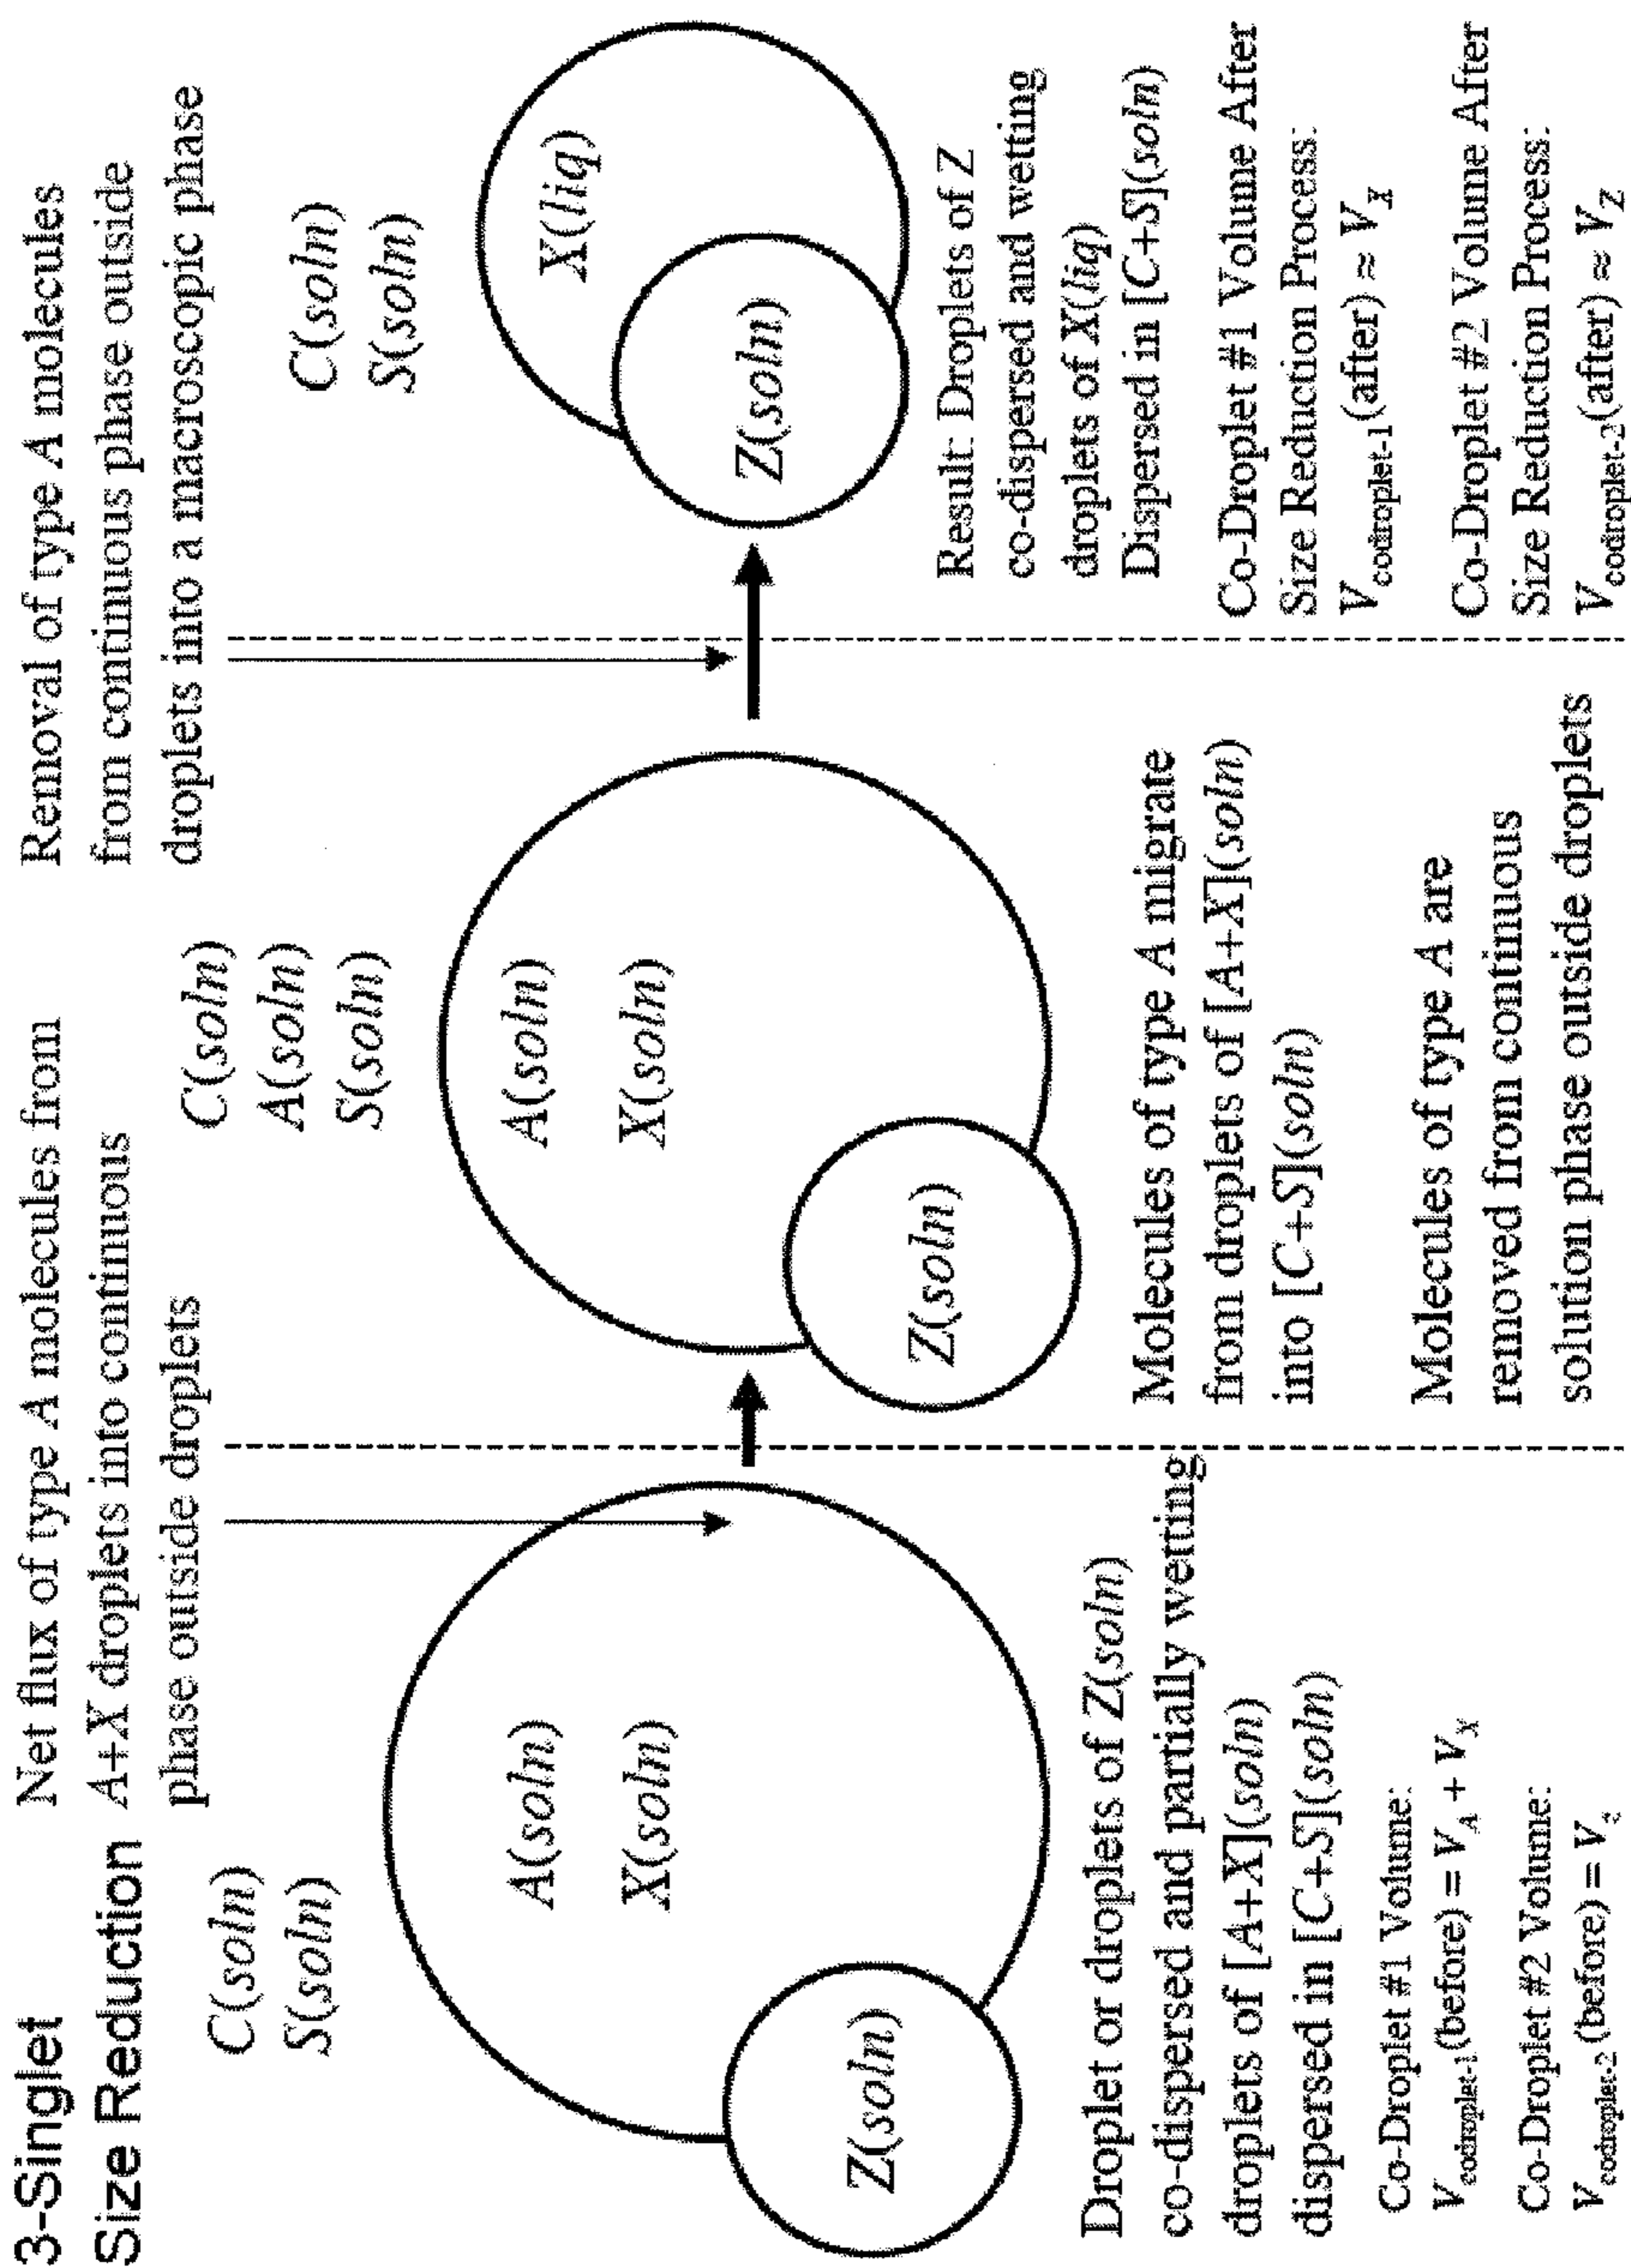 3-Singlet
Size Reduction
Net flux of type A molecules from
A+X droplets into continuous
phase outside droplets
Removal of type A molecules
from continuous phase outside
droplets into a macroscopic phase
C(soln)
S(soln)
A(soln)
X(soln)
Z(soln)
Droplet or droplets of Z(soln)
co-dispersed and partially wetting
droplets of [A+X](soln)
dispersed in [C+S](soln)
Co-Droplet #1 Volume:
Vcodroplet-1(before) = VA + VX
Co-Droplet #2 Volume:
Vcodroplet-2(before) = V
C(soln)
A(soln)
S(soln)
A(soln)
X(soln)
Z(soln)
Molecules of type A migrate
from droplets of [A+X](soln)
into [C+S](soln)
Molecules of type A are
removed from continuous
solution phase outside droplets
C(soln)
S(soln)
X(liq)
Z(soln)
Result: Droplets of Z
co-dispersed and wetting
droplets of X(liq)
Dispersed in [C+S](soln)
Co-Droplet #1 Volume After
Size Reduction Process:
Vcodroplet-1(after) ≈ VX
Co-Droplet #2 Volume After
Size Reduction Process:
Vcodroplet-2(after) ≈ VZ